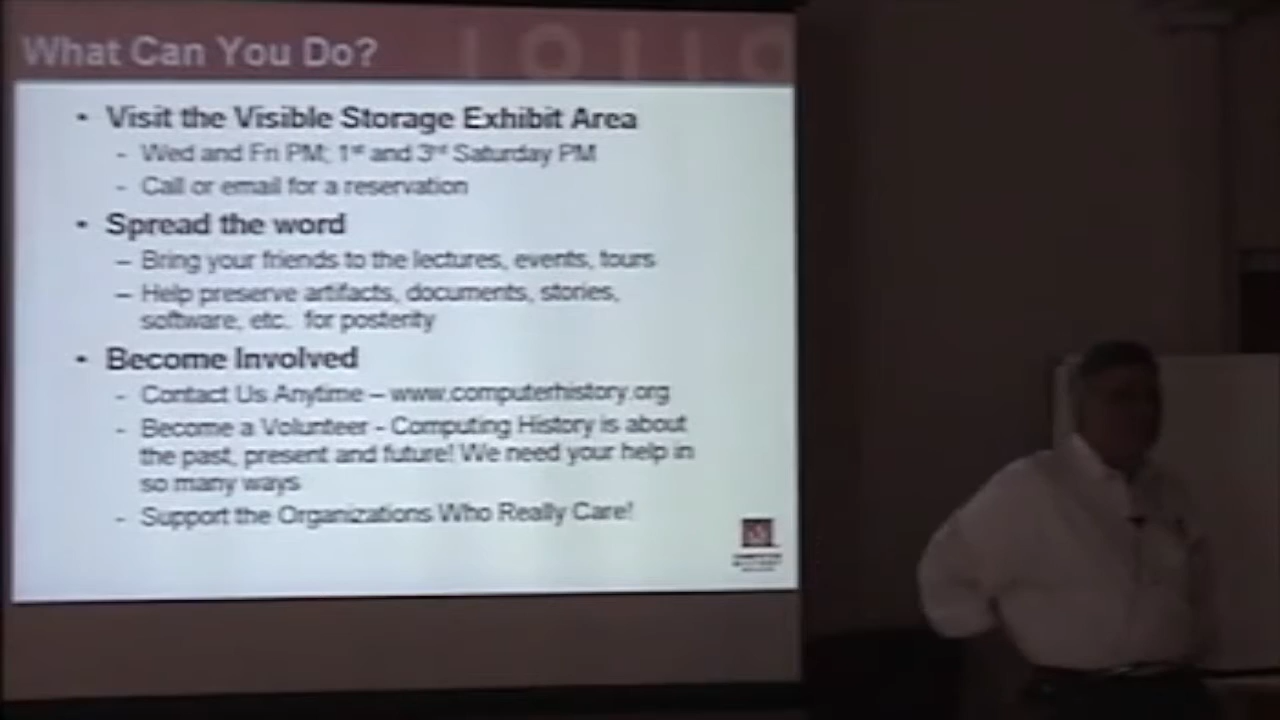 What Can You Do?
10110
• Visit the Visible Storage Exhibit Area
- Wed and Fri PM; 1st and 3rd Saturday PM
- Call or email for a reservation
• Spread the word
– Bring your friends to the lectures, events, tours
– Help preserve artifacts, documents, stories,
software, etc. for posterity
• Become Involved
- Contact Us Anytime – www.computerhistory.org
- Become a Volunteer - Computing History is about
the past, present and future! We need your help in
so many ways
- Support the Organizations Who Really Care!